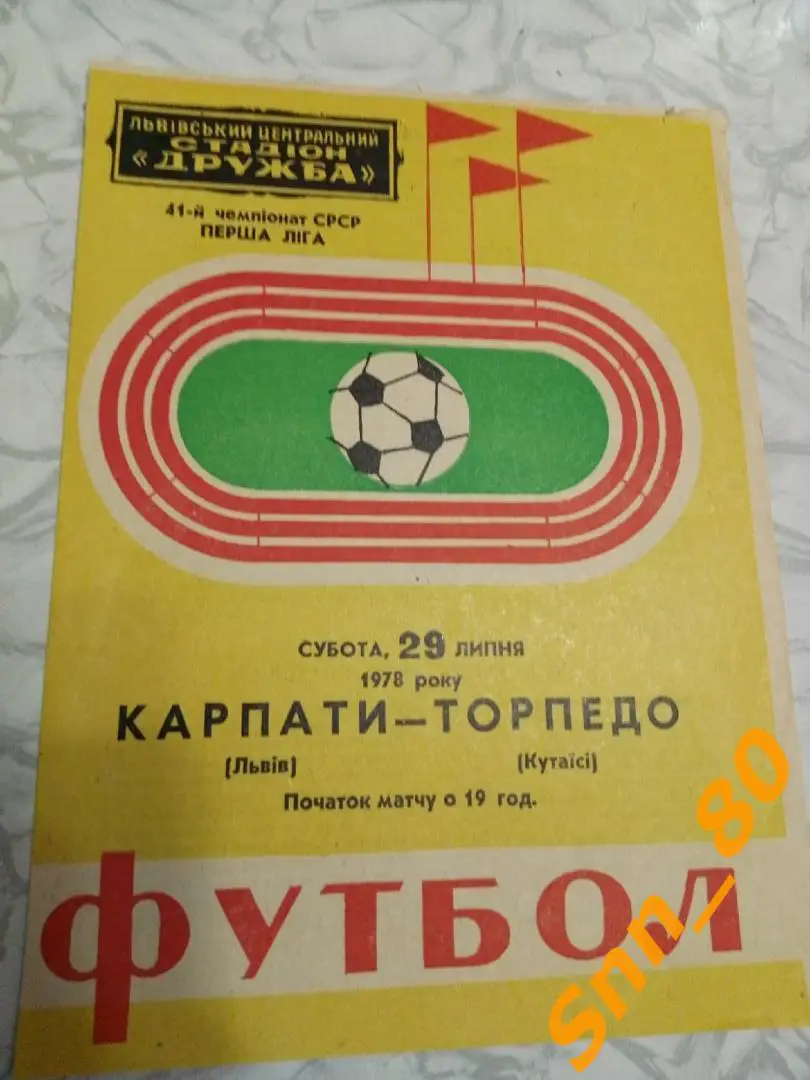 ЛЬВІВСЬКИЙ ЦЕНТРАЛЬНИЙ
СТАДІОН
«ДРУЖБА»
41-й чемпіонат СРСР
ПЕРША ЛІГА
СУБОТА, 29 ЛИПНЯ
1978 року
КАРПАТИ—ТОРПЕДО
(Львів) (Кутаїсі)
Початок матчу о 19 год.
ФУТБОЛ
Snn_80